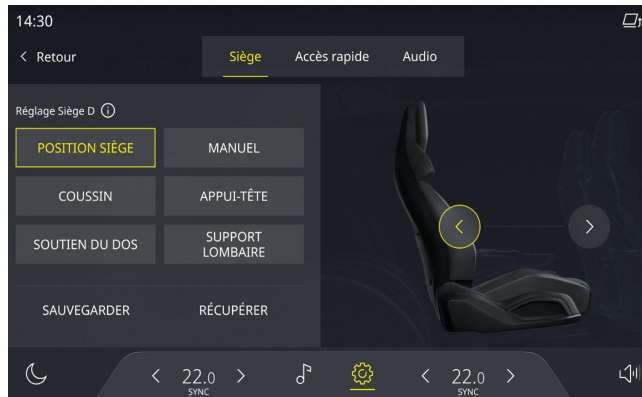 14:30
< Retour
Siège
Accès rapide
Audio
Réglage Siège D
POSITION SIÈGE
MANUEL
COUSSIN
APPUI-TÊTE
SOUTIEN DU DOS
SUPPORT
LOMBAIRE
SAUVEGARDER
RÉCUPÉRER
< 22.0 >
SYNC
< 22.0 >
SYNC